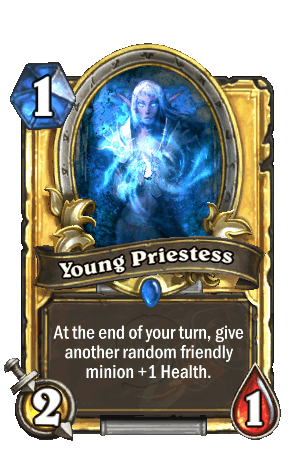 1
Young Priestess
At the end of your turn, give
another random friendly
minion +1 Health.
2
1